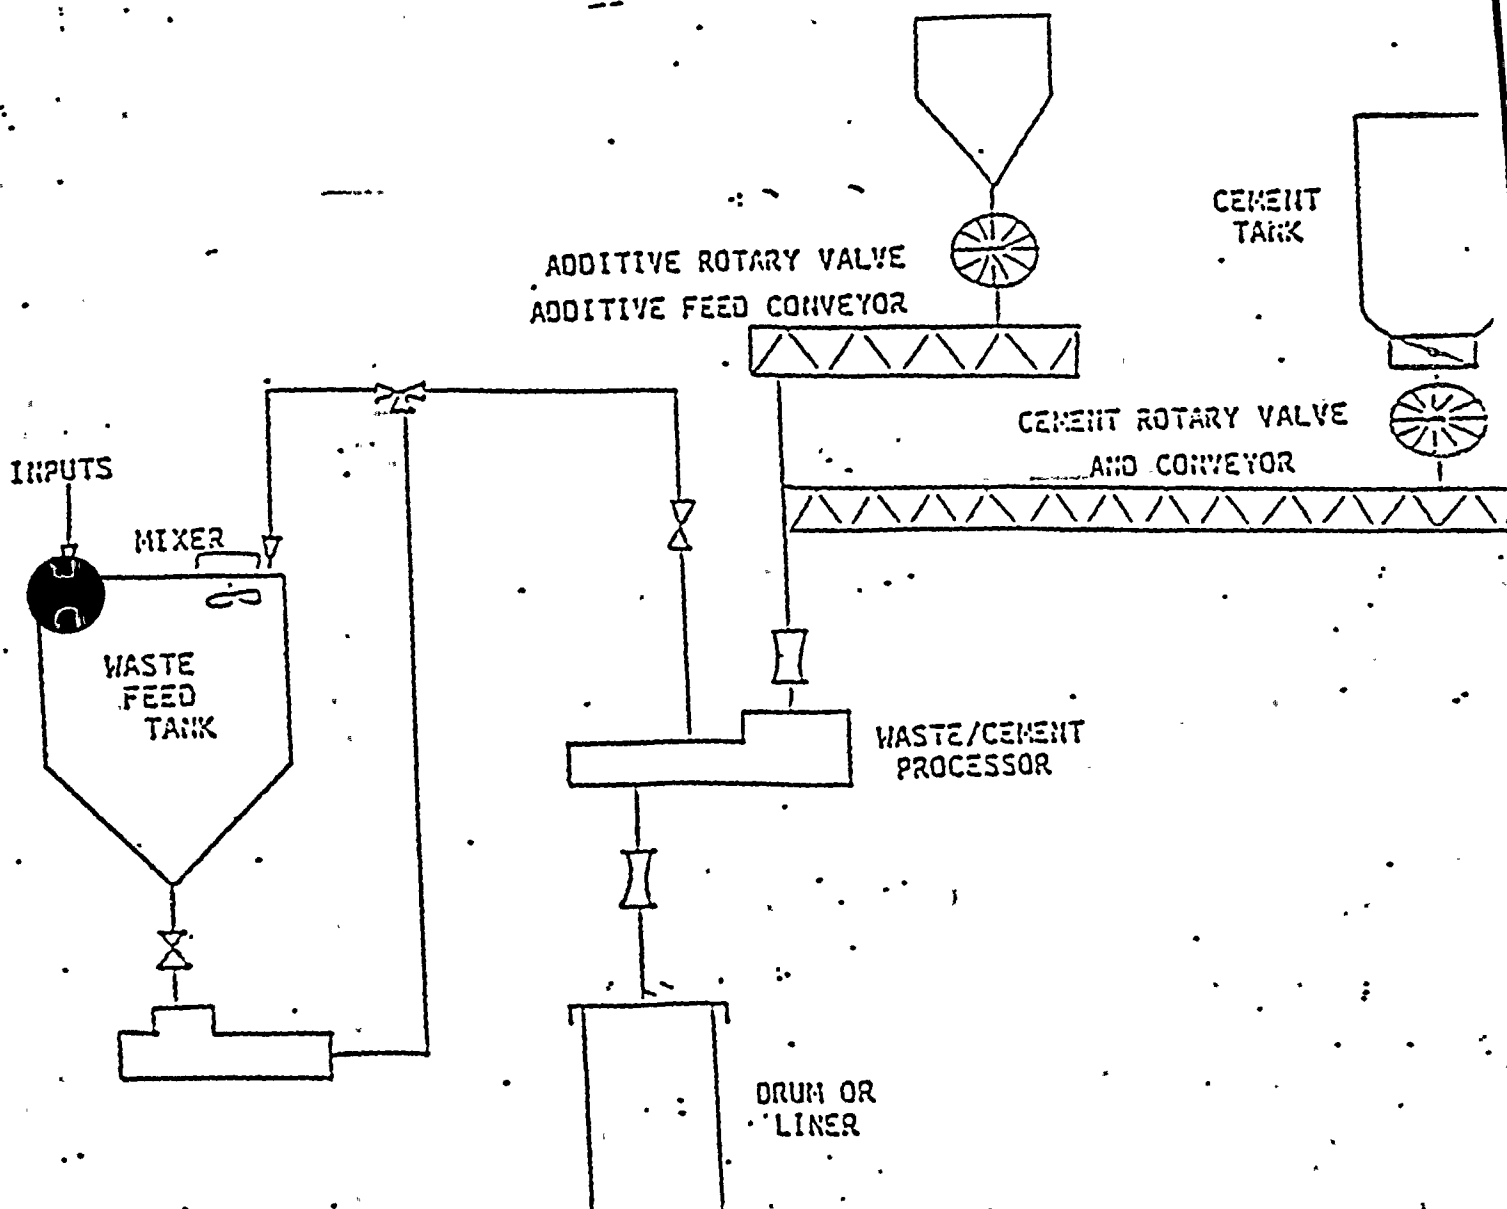 CEMENT
TANK
ADDITIVE ROTARY VALVE
ADDITIVE FEED CONVEYOR
CEMENT ROTARY VALVE
AND CONVEYOR
INPUTS
MIXER
WASTE
FEED
TANK
WASTE/CEMENT
PROCESSOR
DRUM OR
LINER